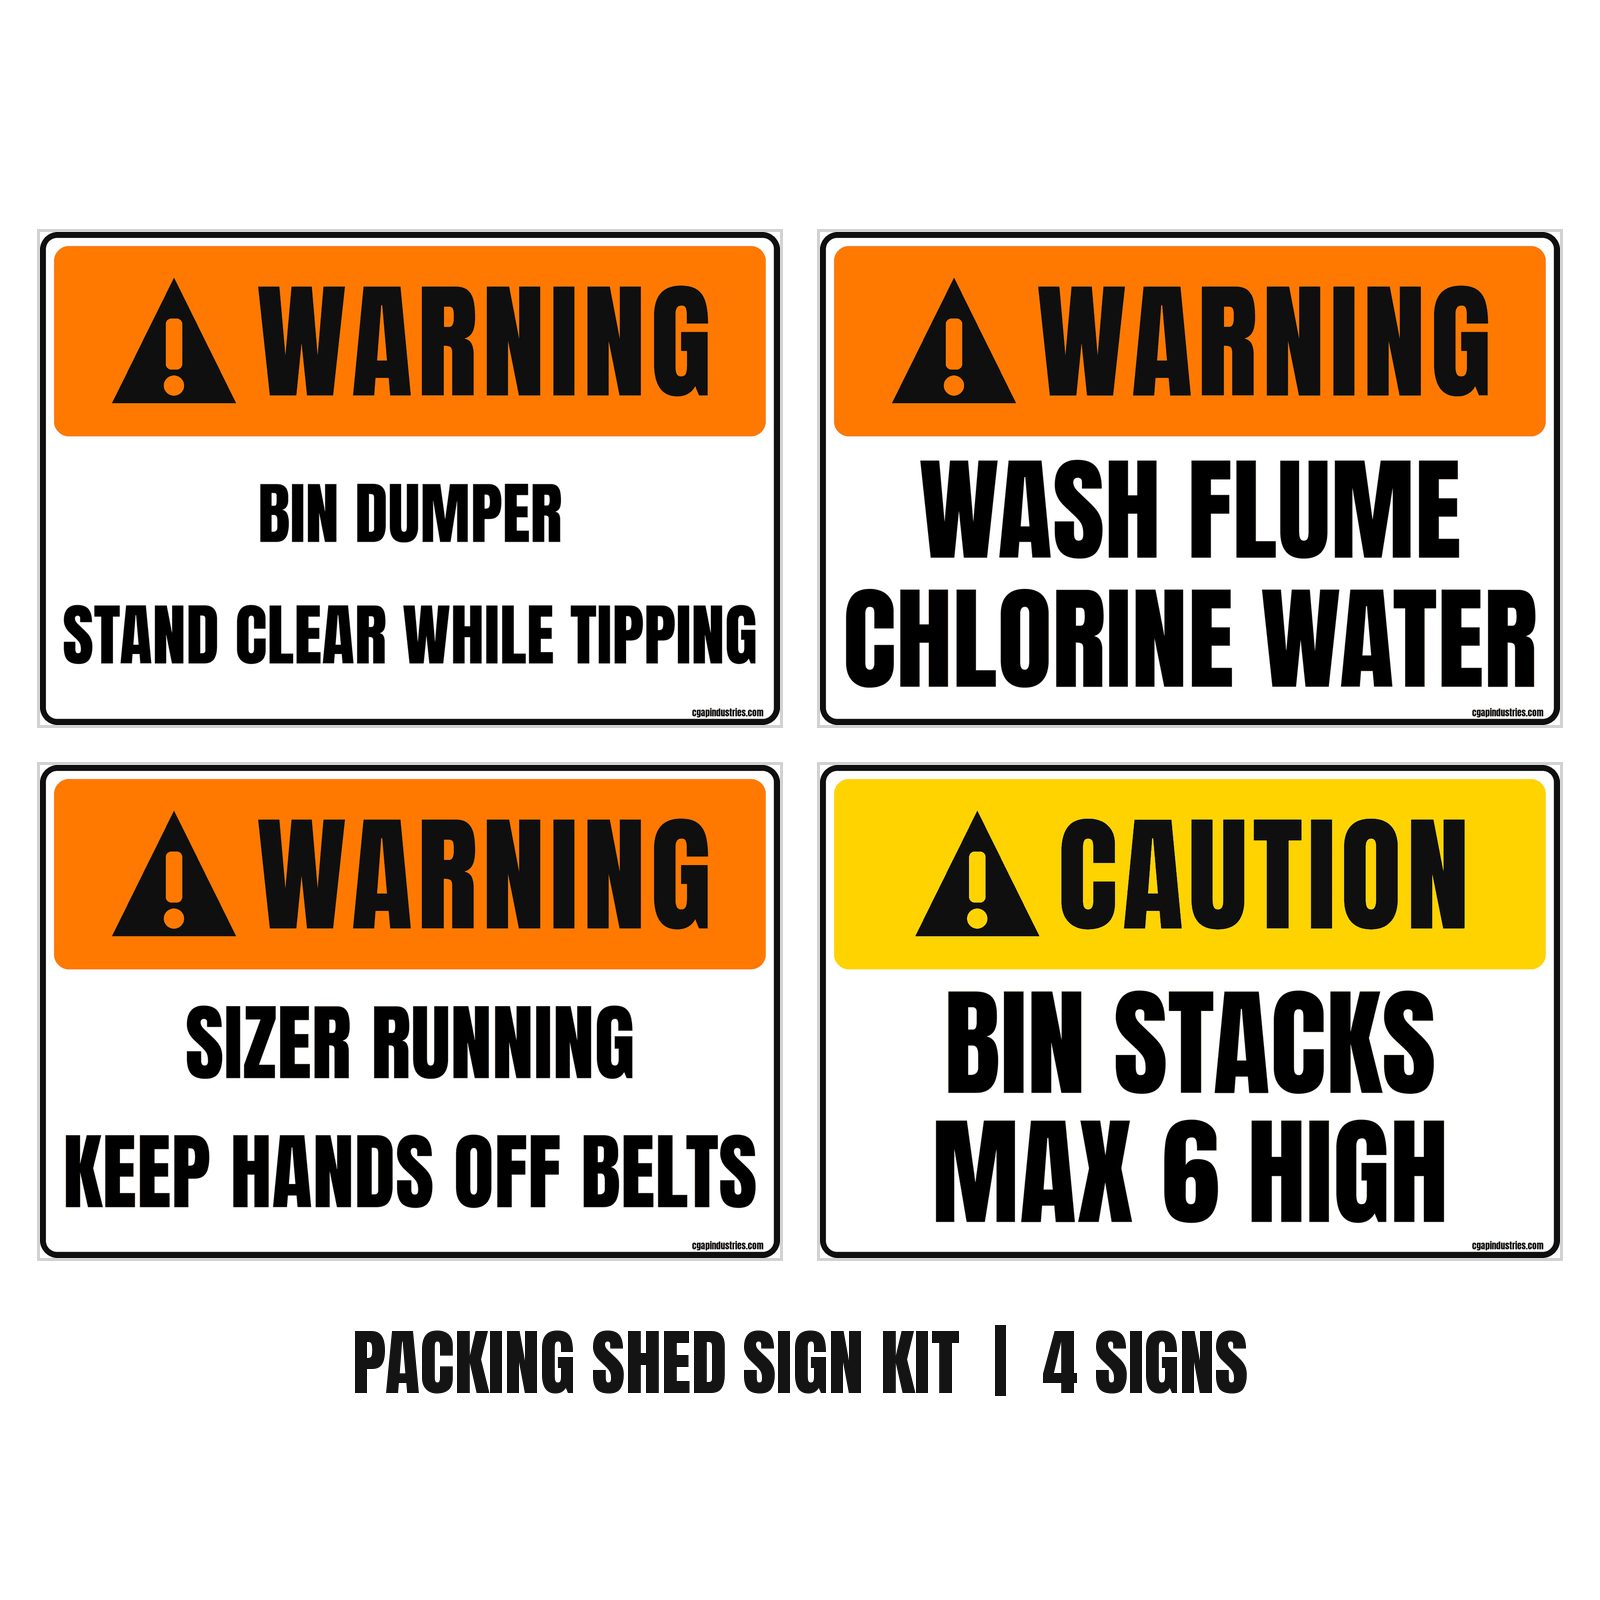 WARNING
BIN DUMPER
STAND CLEAR WHILE TIPPING
cgapindustries.com
WARNING
WASH FLUME
CHLORINE WATER
cgapindustries.com
WARNING
SIZER RUNNING
KEEP HANDS OFF BELTS
cgapindustries.com
CAUTION
BIN STACKS
MAX 6 HIGH
cgapindustries.com
PACKING SHED SIGN KIT | 4 SIGNS